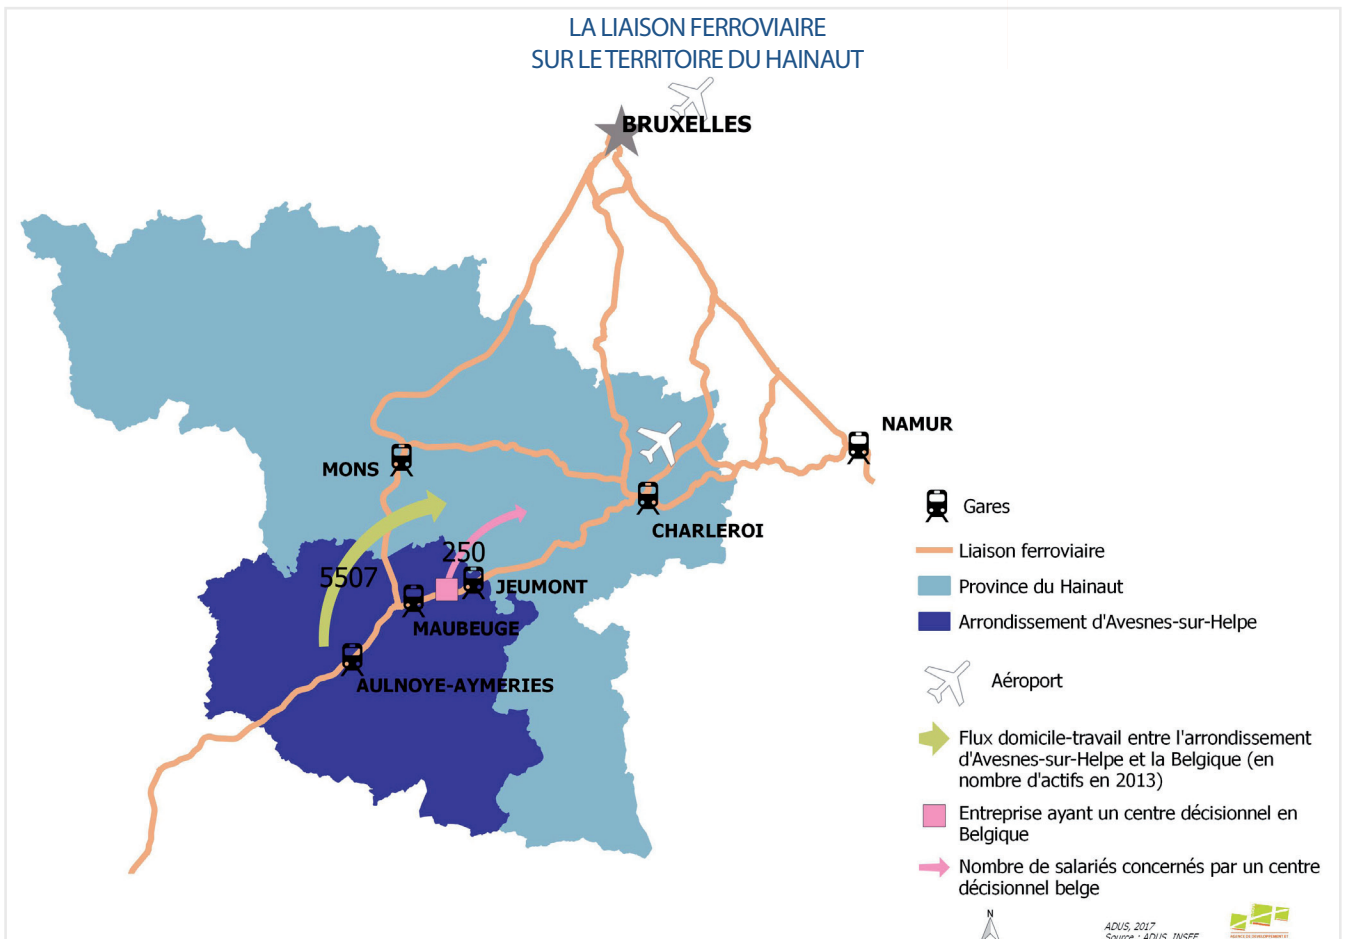 LA LIAISON FERROVIAIRE
SUR LE TERRITOIRE DU HAINAUT
BRUXELLES
NAMUR
MONS
CHARLEROI
250
5507
JEUMONT
MAUBEUGE
AULNOYE-AYMERIES
Gares
Liaison ferroviaire
Province du Hainaut
Arrondissement d'Avesnes-sur-Helpe
Aéroport
Flux domicile-travail entre l'arrondissement
d'Avesnes-sur-Helpe et la Belgique (en
nombre d'actifs en 2013)
Entreprise ayant un centre décisionnel en
Belgique
Nombre de salariés concernés par un centre
décisionnel belge
N
ADUS, 2017
Source : ADUS, INSEE